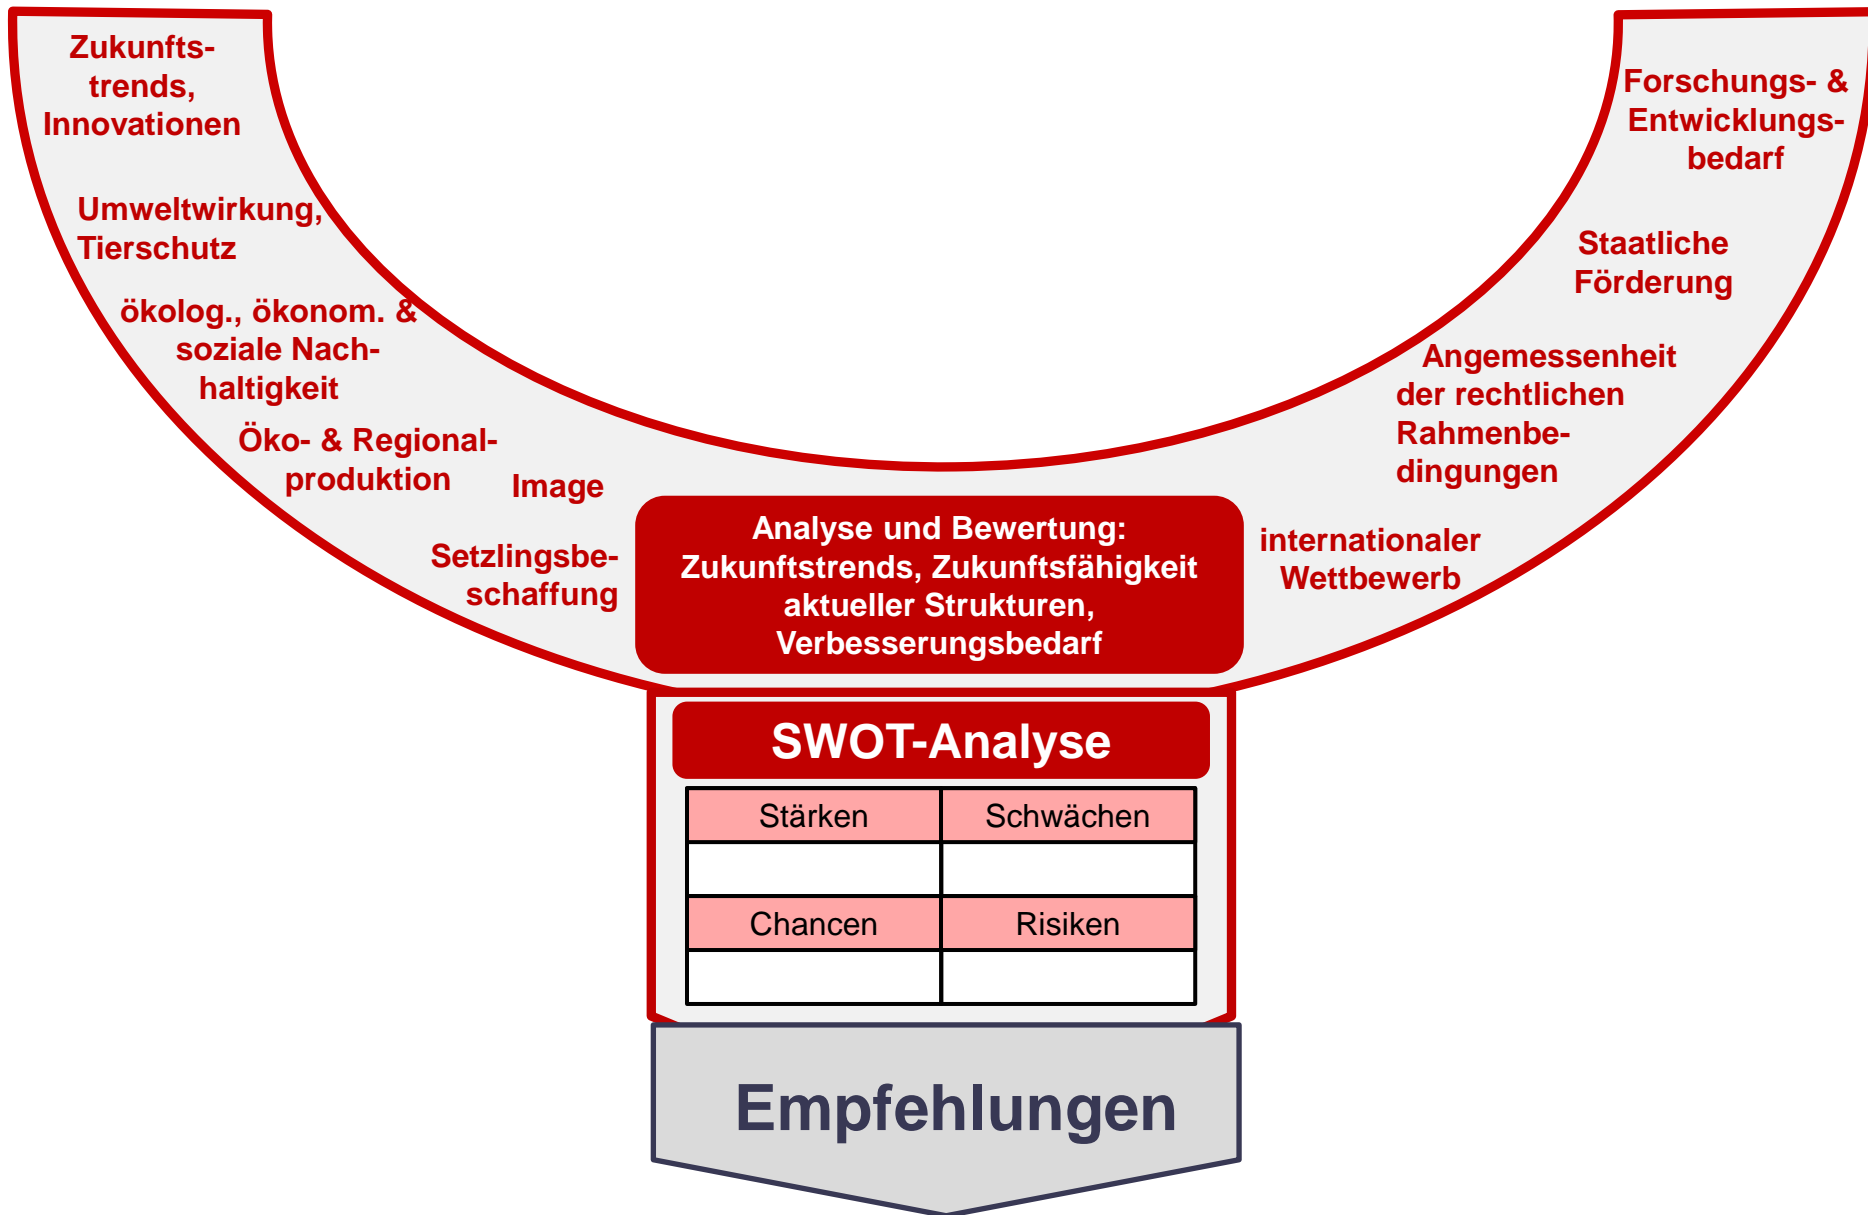 Zukunfts-
trends,
Innovationen
Umweltwirkung,
Tierschutz
ökolog., ökonom. &
soziale Nach-
haltigkeit
Öko- & Regional-
produktion
Image
Setzlingsbe-
schaffung
Forschungs- &
Entwicklungs-
bedarf
Staatliche
Förderung
Angemessenheit
der rechtlichen
Rahmenbe-
dingungen
internationaler
Wettbewerb
Analyse und Bewertung:
Zukunftstrends, Zukunftsfähigkeit
aktueller Strukturen,
Verbesserungsbedarf
SWOT-Analyse
Stärken Schwächen
Chancen Risiken
Empfehlungen